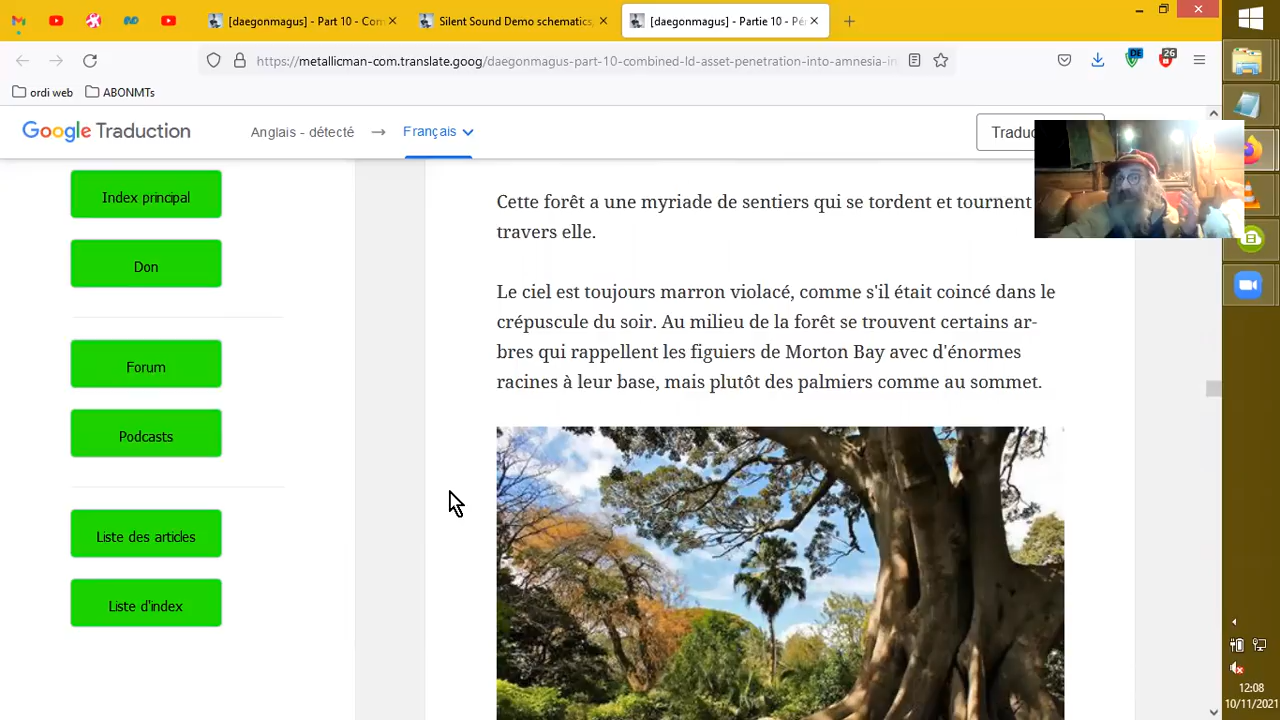 [daegonmagus] - Part 10 - Com
Silent Sound Demo schematics,
[daegonmagus] - Partie 10 - Pé
https://metallicman-com.translate.goog/daegonmagus-part-10-combined-ld-asset-penetration-into-amnesia-in
DE
26
ordi web
ABONMTs
Google Traduction
Anglais - détecté
Français
Traduc
Index principal
Don
Forum
Podcasts
Liste des articles
Liste d'index
Cette forêt a une myriade de sentiers qui se tordent et tournent
travers elle.
Le ciel est toujours marron violacé, comme s'il était coincé dans le
crépuscule du soir. Au milieu de la forêt se trouvent certains ar-
bres qui rappellent les figuiers de Morton Bay avec d'énormes
racines à leur base, mais plutôt des palmiers comme au sommet.
12:08
10/11/2021